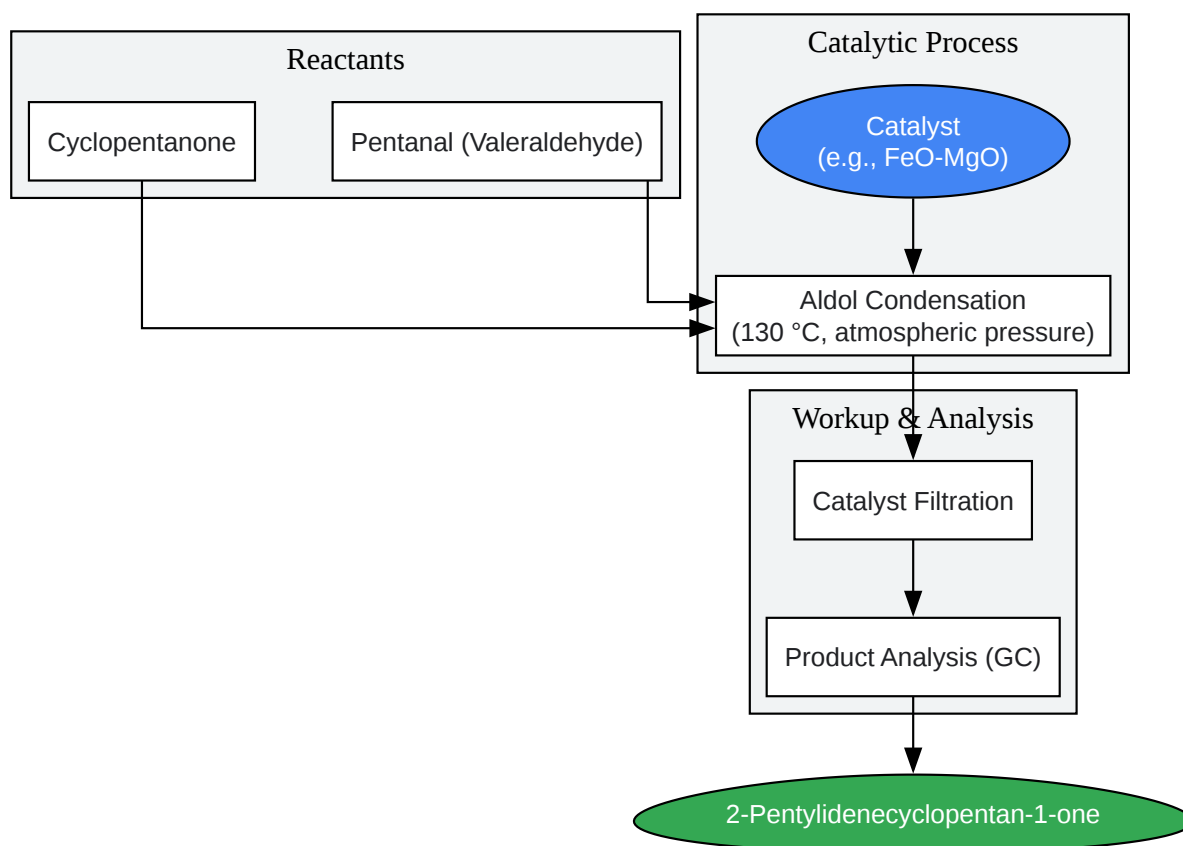 Reactants
Cyclopentanone
Pentanal (Valeraldehyde)
Catalytic Process
Catalyst
(e.g., FeO-MgO)
Aldol Condensation
(130 °C, atmospheric pressure)
Workup & Analysis
Catalyst Filtration
Product Analysis (GC)
2-Pentylidenecyclopentan-1-one